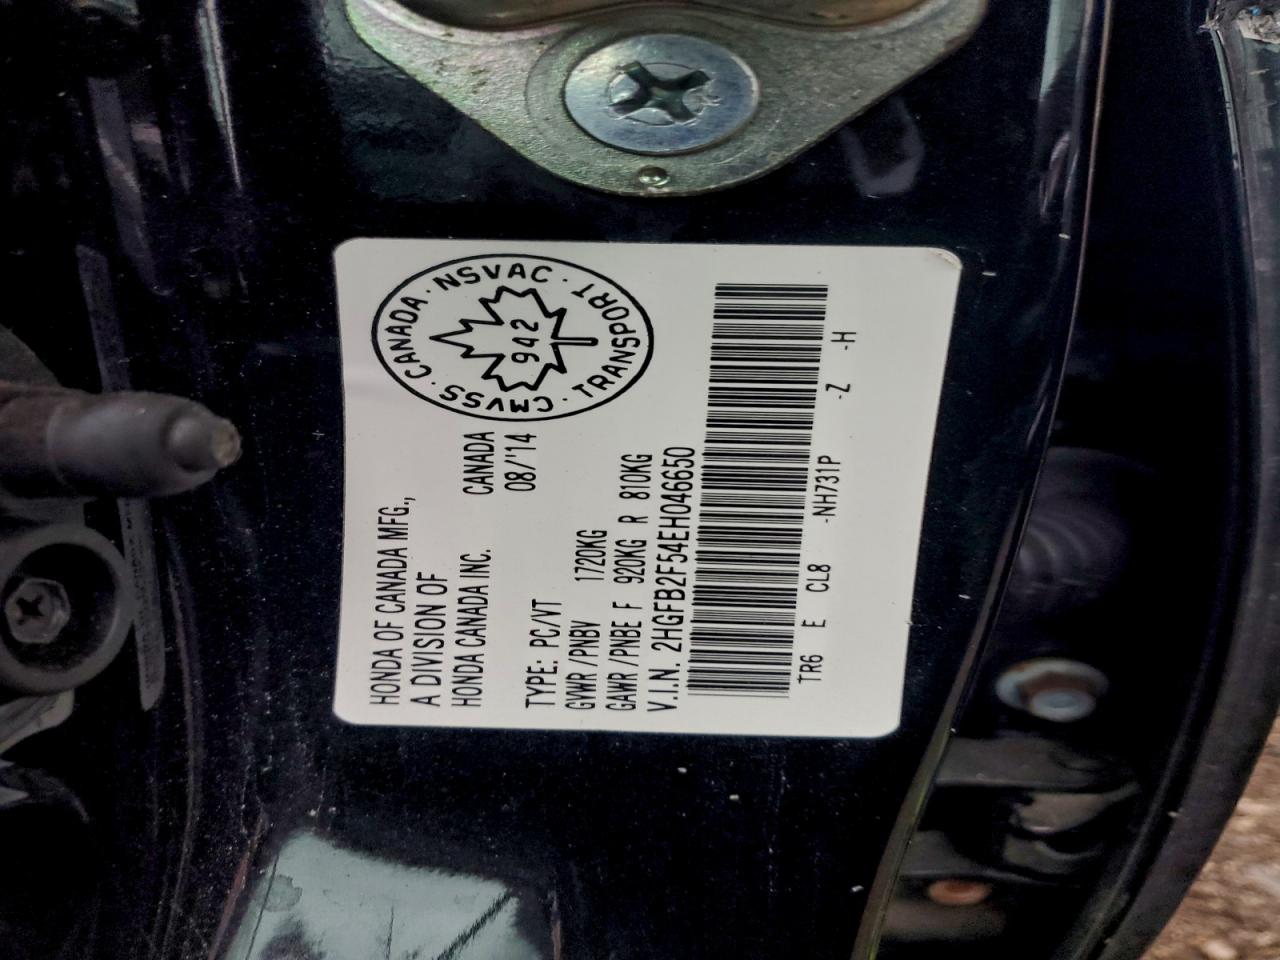 HONDA OF CANADA MFG.,
A DIVISION OF
HONDA CANADA INC. CANADA
08/'14
TYPE: PC/VT
GVWR/PNBV 1720KG
GAWR/PNBE F 920KG R 810KG
V.I.N. 2HGFB2F54EH046650
TR6 E CL8 -NH731P -Z -H
CMVSS · CANADA · NSVAC · TRANSPORT ·
942